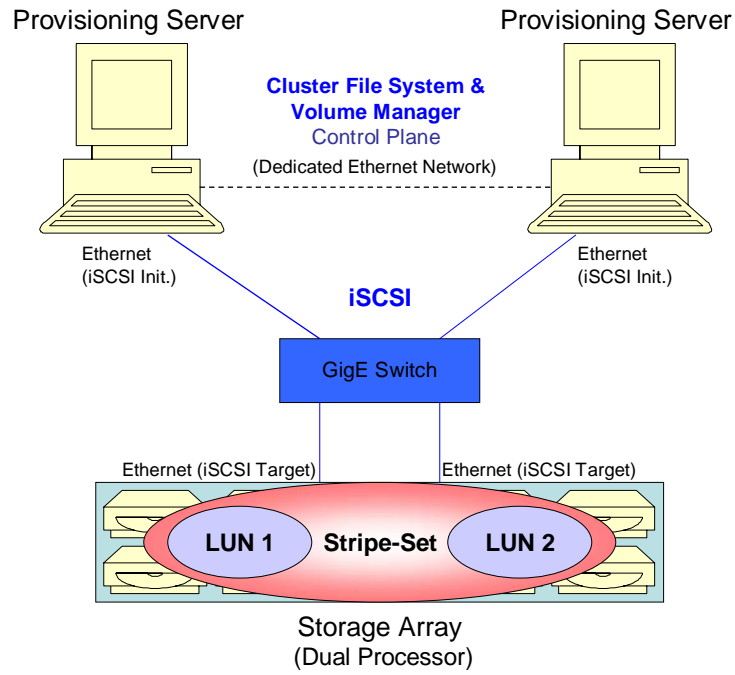 Provisioning Server
Provisioning Server
Cluster File System &
Volume Manager
Control Plane
(Dedicated Ethernet Network)
Ethernet
(iSCSI Init.)
Ethernet
(iSCSI Init.)
iSCSI
GigE Switch
Ethernet (iSCSI Target)
Ethernet (iSCSI Target)
LUN 1
Stripe-Set
LUN 2
Storage Array
(Dual Processor)